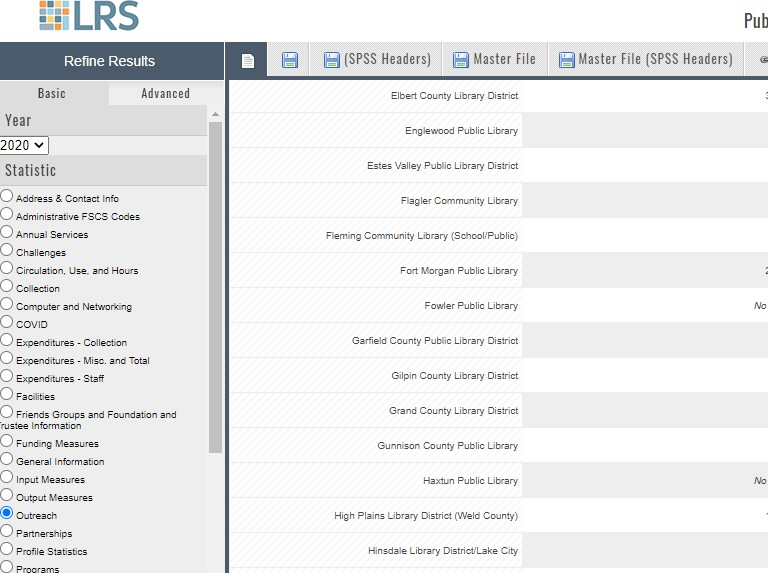 LRS
Pub
Refine Results
(SPSS Headers)
Master File
Master File (SPSS Headers)
Basic
Advanced
Year
2020
Statistic
Address & Contact Info
Administrative FSCS Codes
Annual Services
Challenges
Circulation, Use, and Hours
Collection
Computer and Networking
COVID
Expenditures - Collection
Expenditures - Misc. and Total
Expenditures - Staff
Facilities
Friends Groups and Foundation and
Trustee Information
Funding Measures
General Information
Input Measures
Output Measures
Outreach
Partnerships
Profile Statistics
Programs
Elbert County Library District
Englewood Public Library
Estes Valley Public Library District
Flagler Community Library
Fleming Community Library (School/Public)
Fort Morgan Public Library
Fowler Public Library No
Garfield County Public Library District
Gilpin County Library District
Grand County Library District
Gunnison County Public Library
Haxtun Public Library No
High Plains Library District (Weld County)
Hinsdale Library District/Lake City